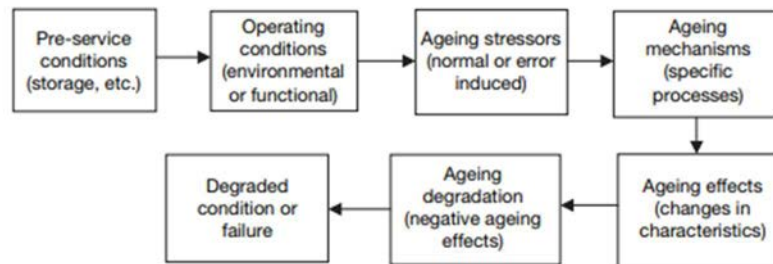 Pre-service
conditions
(storage, etc.)
Operating
conditions
(environmental
or functional)
Ageing stressors
(normal or error
induced)
Ageing
mechanisms
(specific
processes)
Ageing effects
(changes in
characteristics)
Ageing
degradation
(negative ageing
effects)
Degraded
condition or
failure